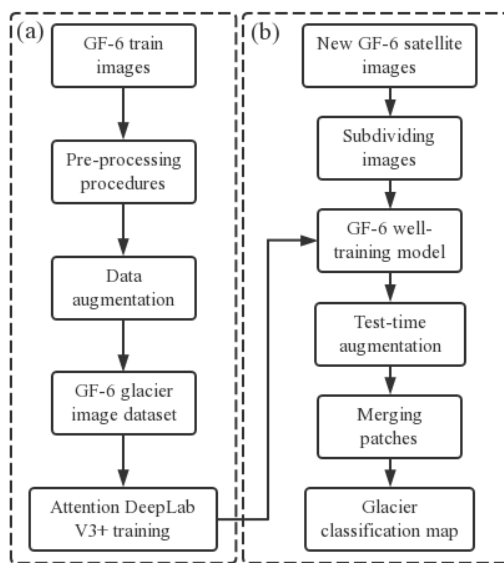 (a)
GF-6 train
images
Pre-processing
procedures
Data
augmentation
GF-6 glacier
image dataset
Attention DeepLab
V3+ training
(b)
New GF-6 satellite
images
Subdividing
images
GF-6 well-
training model
Test-time
augmentation
Merging
patches
Glacier
classification map